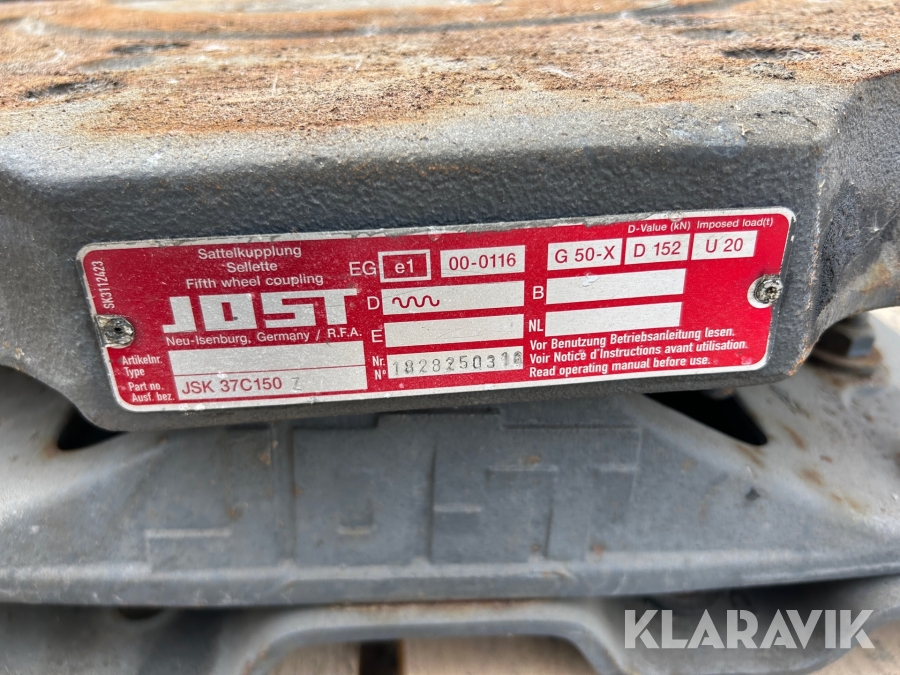 SK3112423
Sattelkupplung
Sellette
Fifth wheel coupling
JOST
Neu-Isenburg, Germany / R.F.A.
EG e1 00-0116
D-Value (kN) Imposed load(t)
G 50-X D 152 U 20
D
B
E
NL
Artikelnr.
Type
Part no.
Ausf. bez.
JSK 37C150 Z
Nr.
N°
Vor Benutzung Betriebsanleitung lesen.
Voir Notice d'Instructions avant utilisation.
Read operating manual before use.
JOST
KLARAVIK